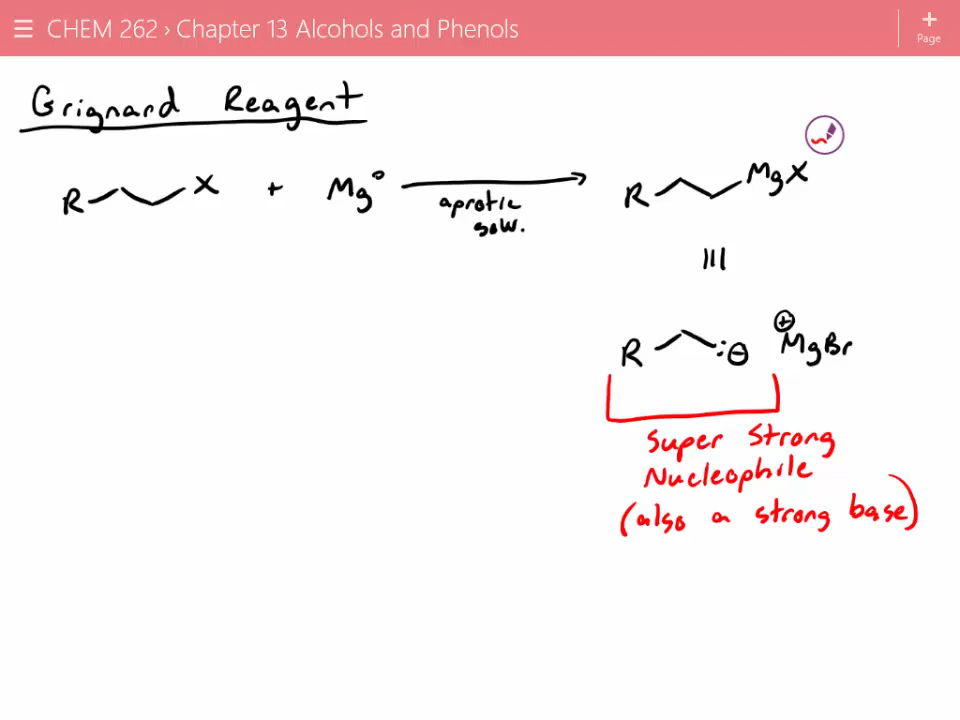 CHEM 262 › Chapter 13 Alcohols and Phenols
Page
Grignard Reagent
R X + Mg° MgX
R
aprotic
solv.
R :⊖ ⊕MgBr
Super Strong
Nucleophile
(also a strong base)